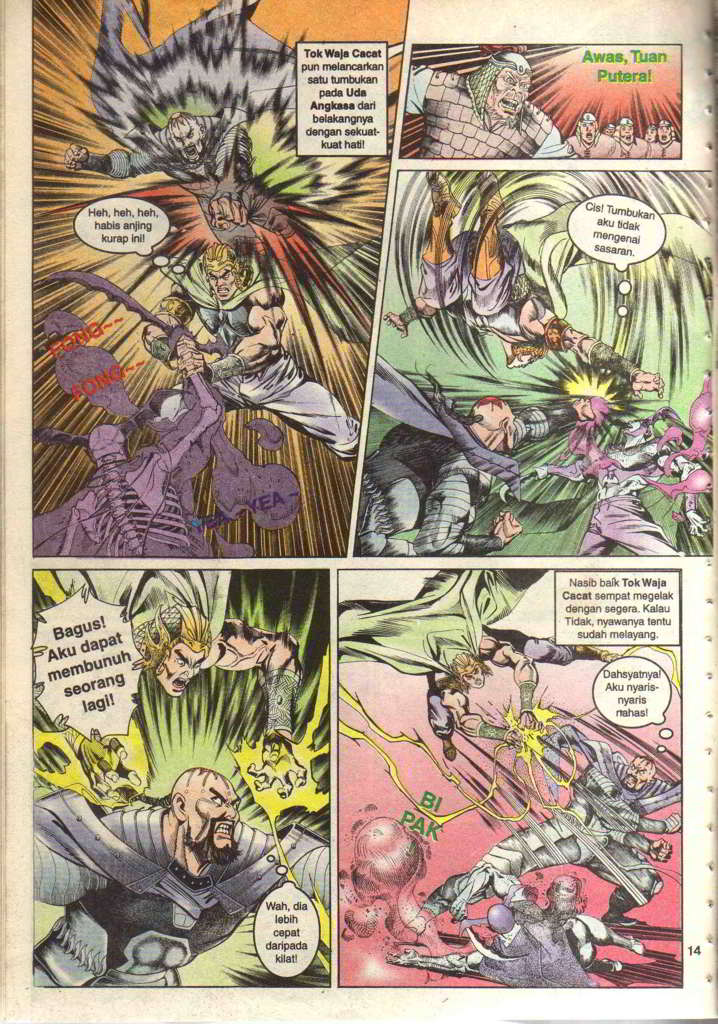 Tok Waja Cacat
pun melancarkan
satu tumbukan
pada Uda
Angkasa dari
belakangnya
dengan sekuat-
kuat hati!
Heh, heh, heh,
habis anjing
kurap ini!
FONG~~
FONG~~
YEA~YEA~
Awas, Tuan
Putera!
Cis! Tumbukan
aku tidak
mengenai
sasaran.
Bagus!
Aku dapat
membunuh
seorang
lagi!
Wah, dia
lebih
cepat
daripada
kilat!
Nasib baik Tok Waja
Cacat sempat megelak
dengan segera. Kalau
Tidak, nyawanya tentu
sudah melayang.
Dahsyatnya!
Aku nyaris-
nyaris
nahas!
BI
PAK
14